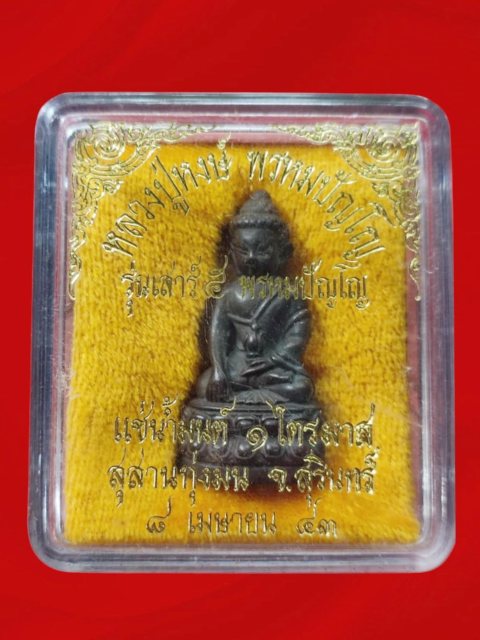 หลวงปู่หงษ์ พรหมปัญโญ
รุ่นเสาร์ ๕ พรหมปัญโญ
แช่น้ำมนต์ ๑ ไตรมาส
สุสานทุ่งมน จ.สุรินทร์
๘ เมษายน ๔๓